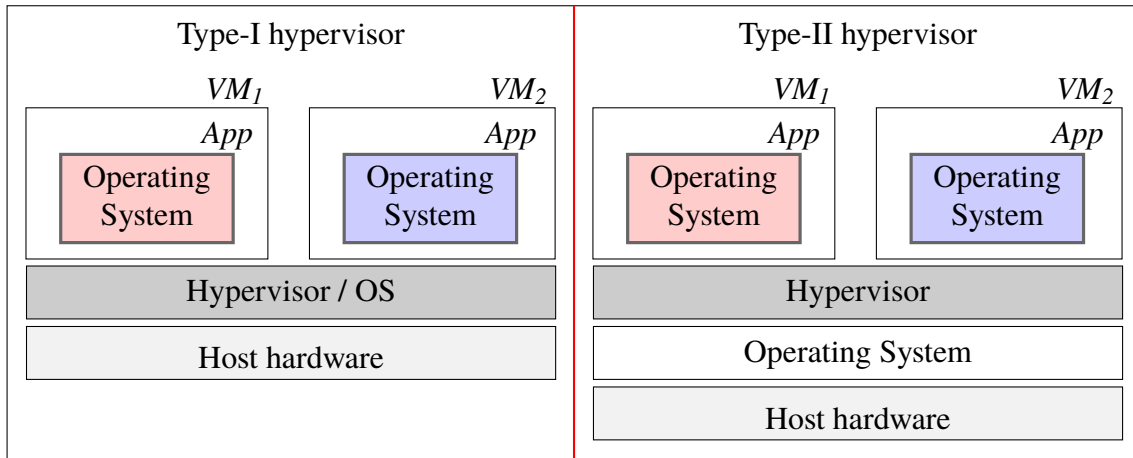 Type-I hypervisor
VM1
VM2
App
App
Operating
System
Operating
System
Hypervisor / OS
Host hardware
Type-II hypervisor
VM1
VM2
App
App
Operating
System
Operating
System
Hypervisor
Operating System
Host hardware